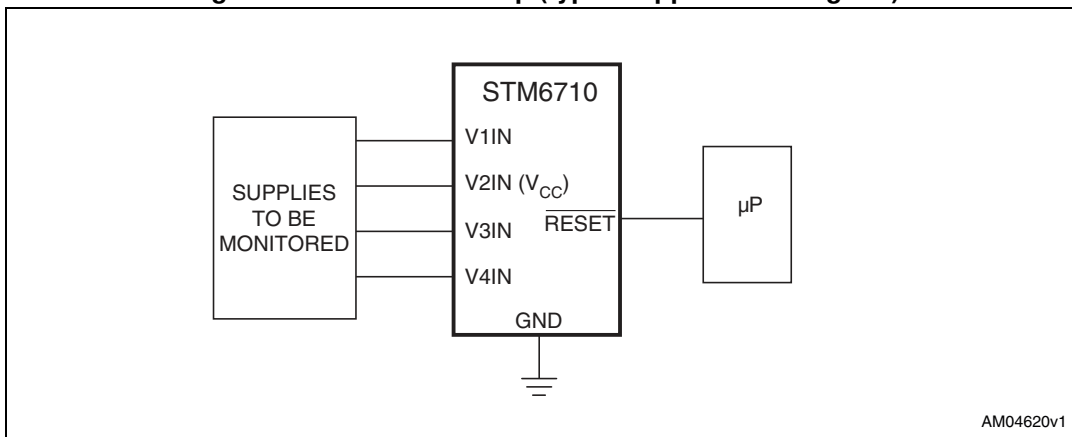 STM6710
V1IN
V2IN (VCC)
V3IN
RESET
V4IN
GND
SUPPLIES
TO BE
MONITORED
µP
AM04620v1